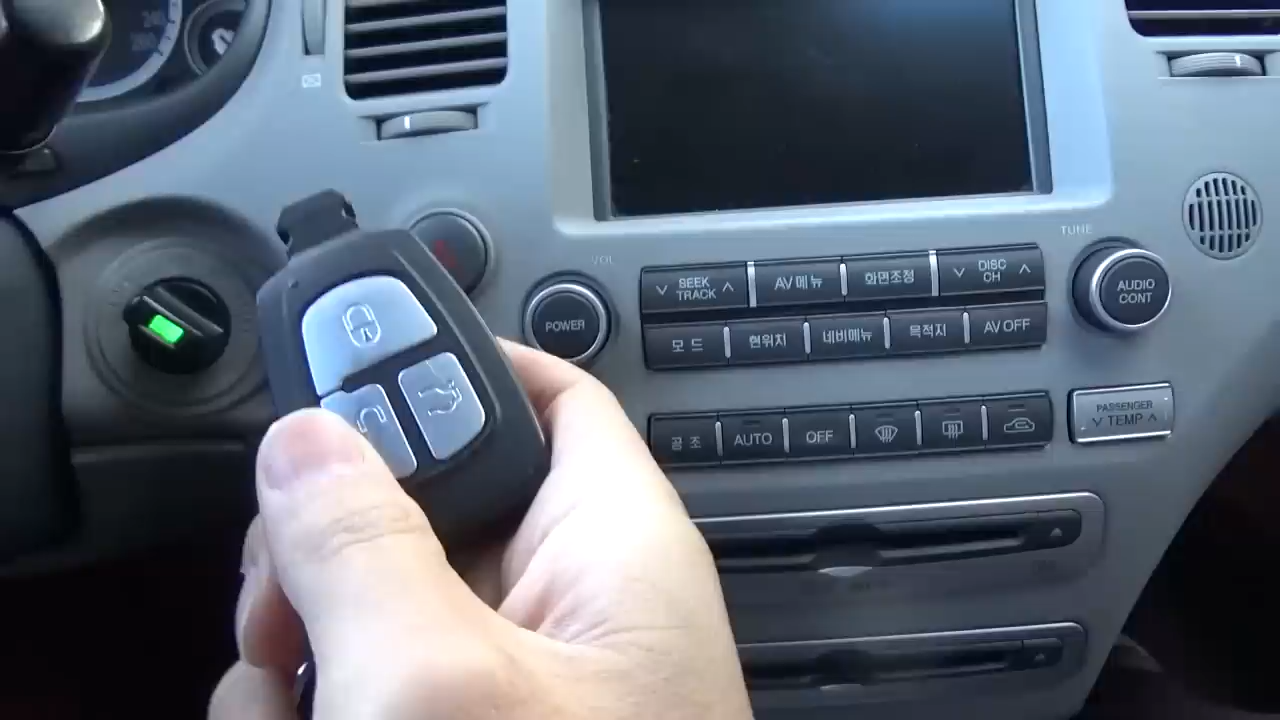 VOL
TUNE
SEEK
TRACK
AV메뉴
화면조정
DISC
CH
POWER
모드
현위치
네비메뉴
목적지
AV OFF
AUDIO
CONT
공조
AUTO
OFF
PASSENGER
TEMP